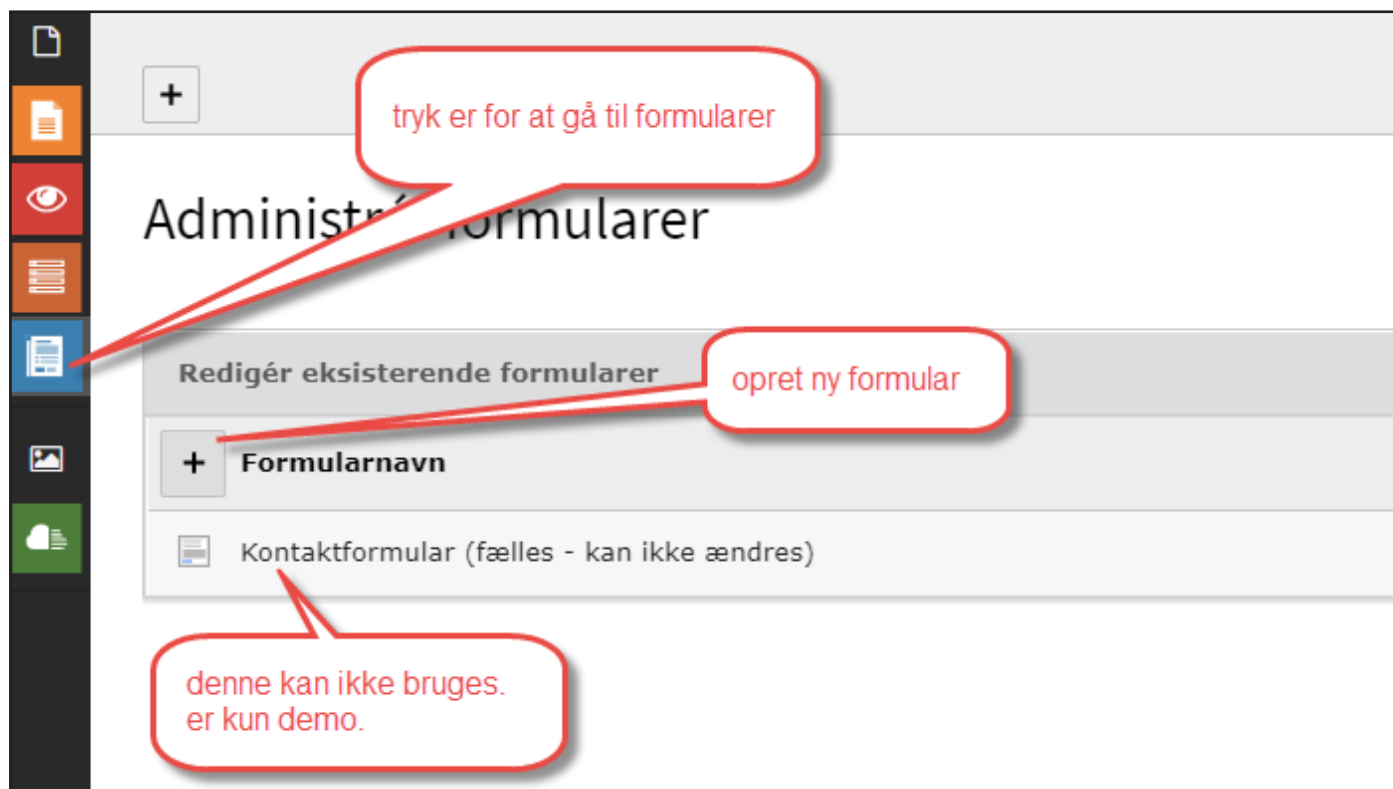 +
tryk er for at gå til formularer
Administré formularer
Redigér eksisterende formularer
opret ny formular
+ Formularnavn
Kontaktformular (fælles - kan ikke ændres)
denne kan ikke bruges.
er kun demo.